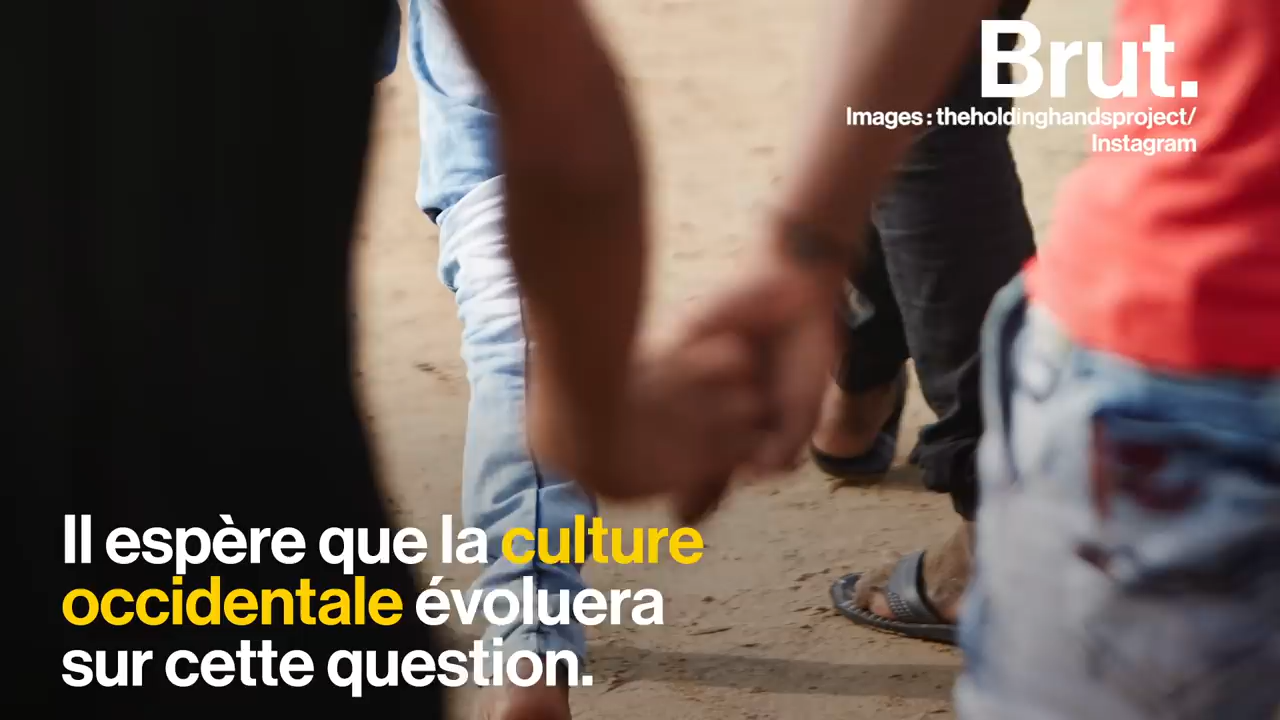 Brut.
Images : theholdinghandsproject/
Instagram
Il espère que la culture
occidentale évoluera
sur cette question.